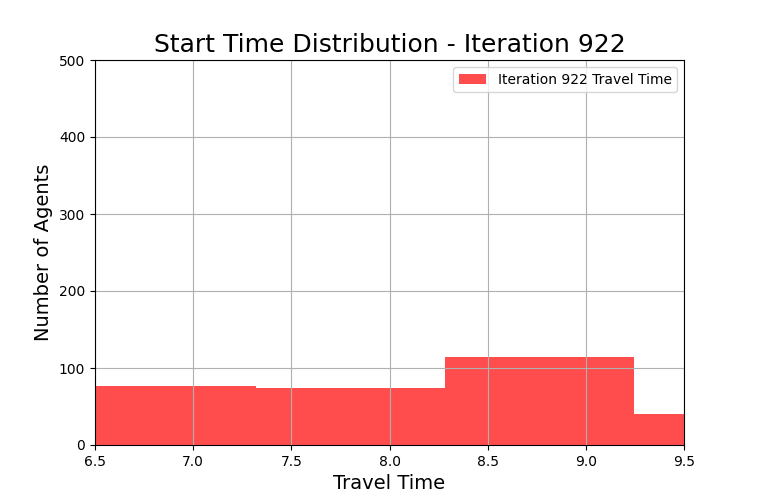 Start Time Distribution - Iteration 922
500
400
300
200
100
0
Number of Agents
Iteration 922 Travel Time
6.5 7.0 7.5 8.0 8.5 9.0 9.5
Travel Time